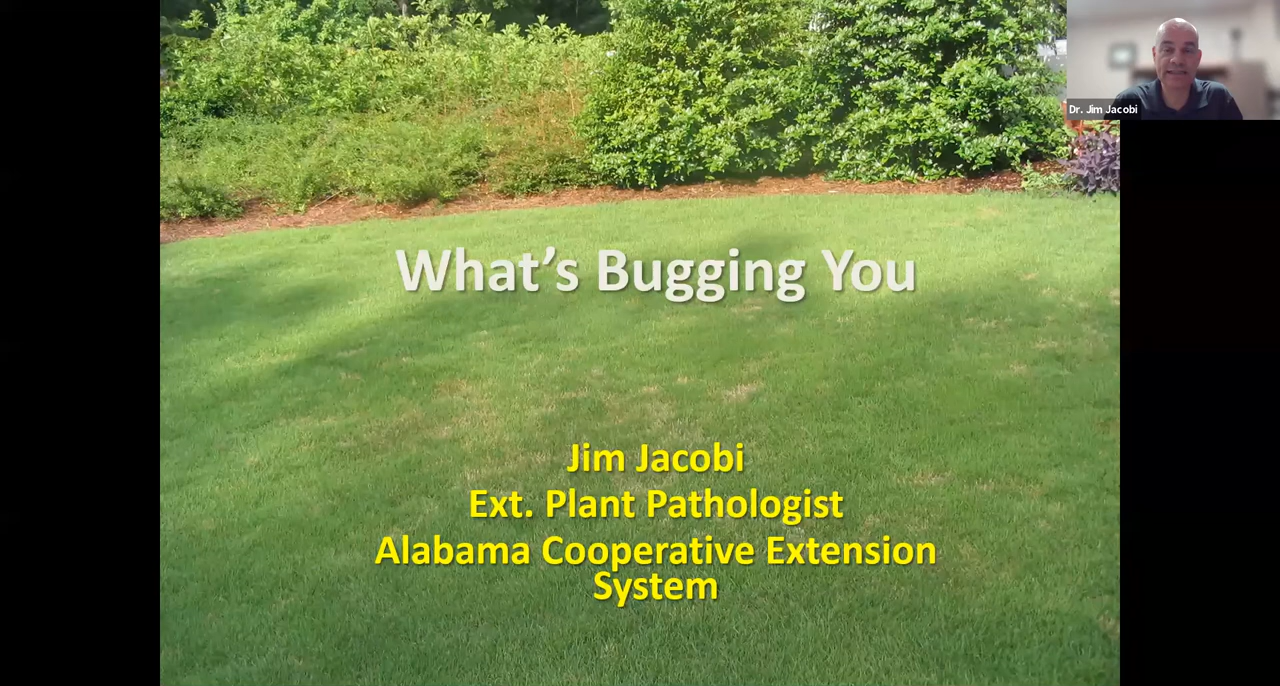 Dr. Jim Jacobi
What’s Bugging You
Jim Jacobi
Ext. Plant Pathologist
Alabama Cooperative Extension
System